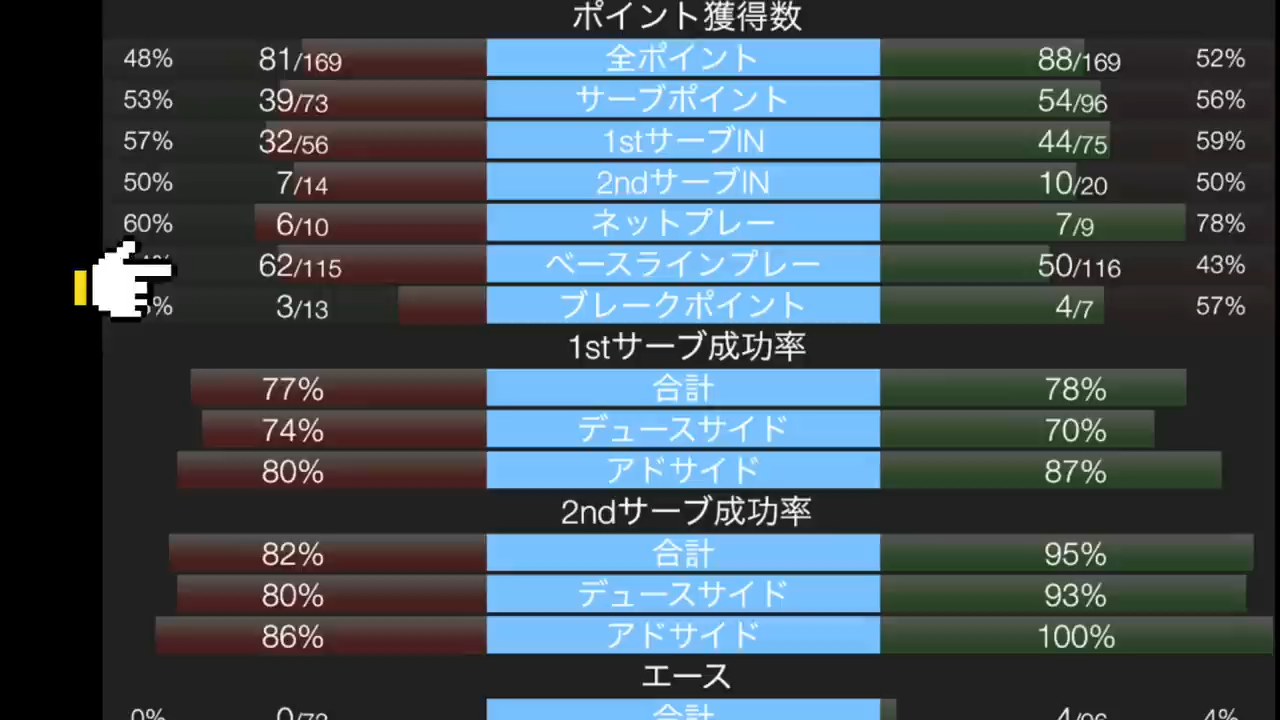 ポイント獲得数
48% 81/169 全ポイント 88/169 52%
53% 39/73 サーブポイント 54/96 56%
57% 32/56 1stサーブIN 44/75 59%
50% 7/14 2ndサーブIN 10/20 50%
60% 6/10 ネットプレー 7/9 78%
62/115 ベースラインプレー 50/116 43%
3/13 ブレークポイント 4/7 57%
1stサーブ成功率
77% 合計 78%
74% デュースサイド 70%
80% アドサイド 87%
2ndサーブ成功率
82% 合計 95%
80% デュースサイド 93%
86% アドサイド 100%
エース
0% 0/73 合計 4/96 4%